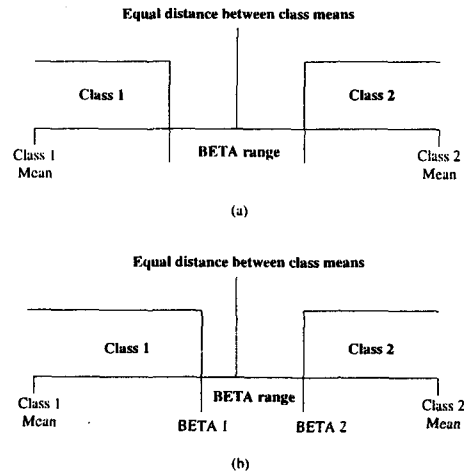 Equal distance between class means
Class 1
Class 2
Class 1
Mean
BETA range
Class 2
Mean
(a)
Equal distance between class means
Class 1
Class 2
Class 1
Mean
BETA range
Class 2
Mean
BETA 1
BETA 2
(b)